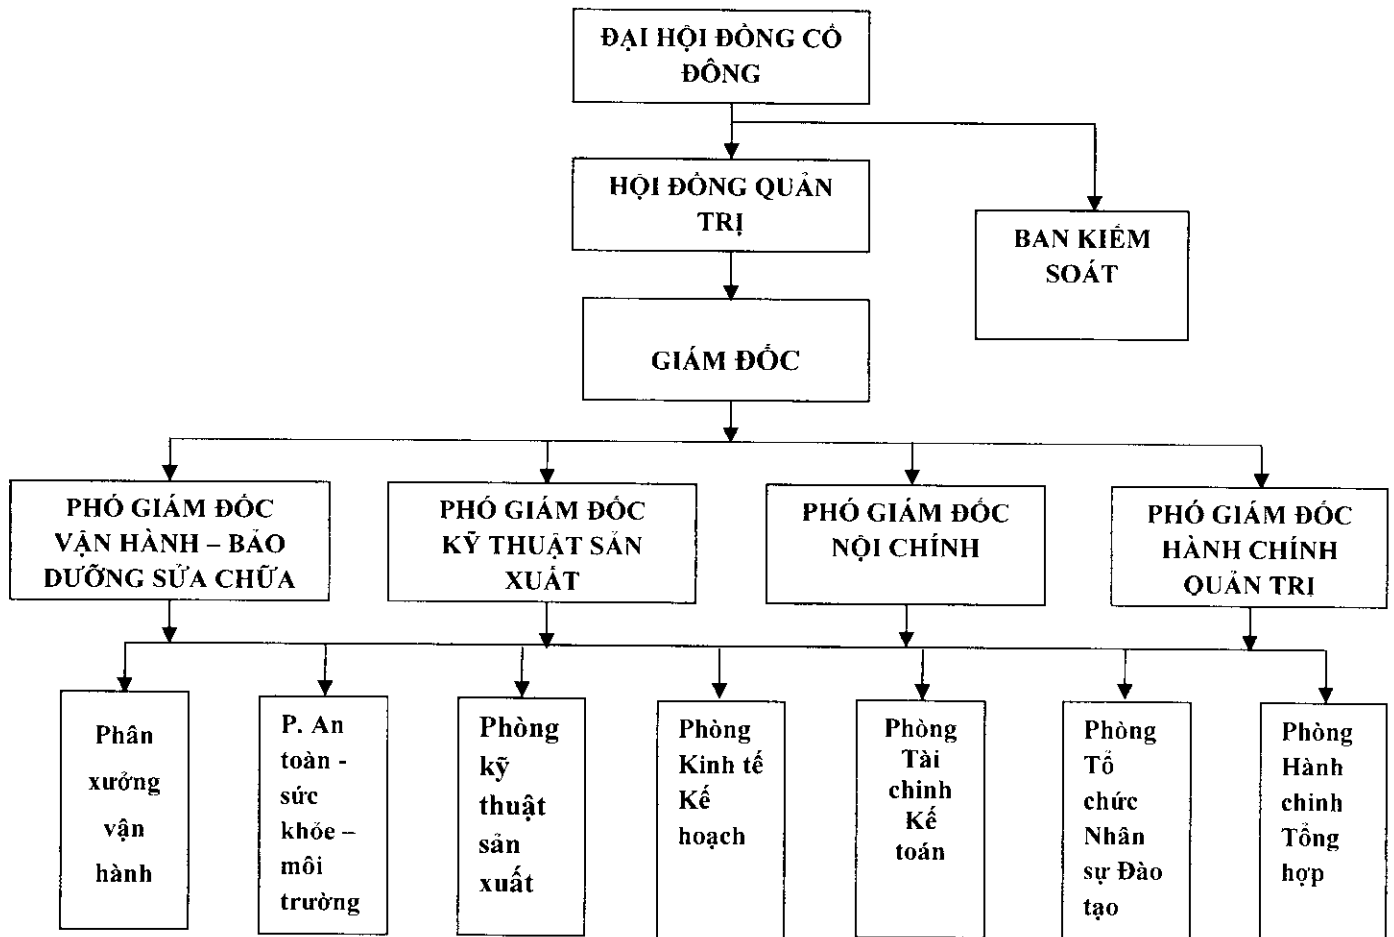 ĐẠI HỘI ĐỒNG CỔ
ĐÔNG
HỘI ĐỒNG QUẢN
TRỊ
BAN KIỂM
SOÁT
GIÁM ĐỐC
PHÓ GIÁM ĐỐC
VẬN HÀNH – BẢO
DƯỠNG SỬA CHỮA
PHÓ GIÁM ĐỐC
KỸ THUẬT SẢN
XUẤT
PHÓ GIÁM ĐỐC
NỘI CHÍNH
PHÓ GIÁM ĐỐC
HÀNH CHÍNH
QUẢN TRỊ
Phân
xưởng
vận
hành
P. An
toàn -
sức
khỏe –
môi
trường
Phòng
kỹ
thuật
sản
xuất
Phòng
Kinh tế
Kế
hoạch
Phòng
Tài
chinh
Kế
toán
Phòng
Tổ
chức
Nhân
sự Đào
tạo
Phòng
Hành
chinh
Tổng
hợp